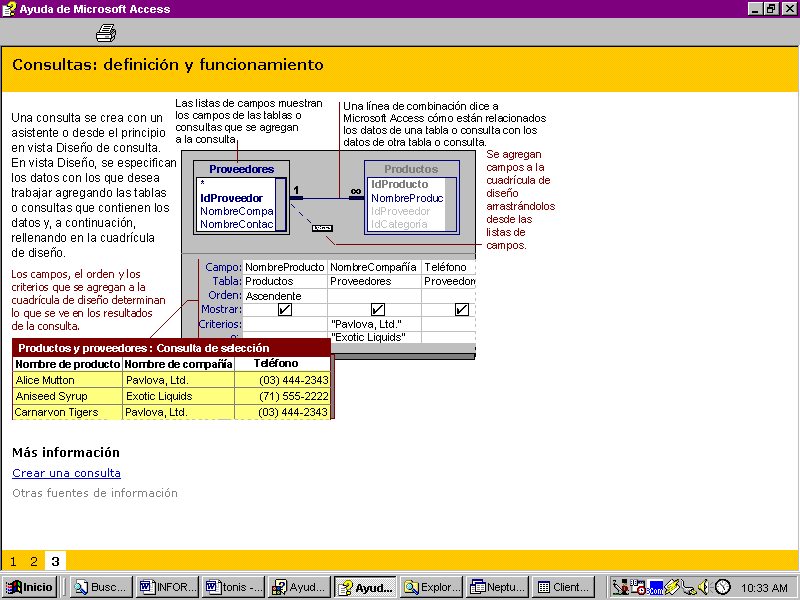 Ayuda de Microsoft Access
Consultas: definición y funcionamiento
Una consulta se crea con un
asistente o desde el principio
en vista Diseño de consulta.
En vista Diseño, se especifican
los datos con los que desea
trabajar agregando las tablas
o consultas que contienen los
datos y, a continuación,
rellenando en la cuadrícula
de diseño.
Los campos, el orden y los
criterios que se agregan a la
cuadrícula de diseño determinan
lo que se ve en los resultados
de la consulta.
Las listas de campos muestran
los campos de las tablas o
consultas que se agregan
a la consulta.
Una línea de combinación dice a
Microsoft Access cómo están relacionados
los datos de una tabla o consulta con los
datos de otra tabla o consulta.
Se agregan
campos a la
cuadrícula de
diseño
arrastrándolos
desde las
listas de
campos.
Proveedores
*
IdProveedor
NombreCompa
NombreContac
1
∞
Productos
IdProducto
NombreProduc
IdProveedor
IdCategoría
Campo: NombreProducto NombreCompañía Teléfono
Tabla: Productos Proveedores Proveedor
Orden: Ascendente
Mostrar:
Criterios: "Pavlova, Ltd."
o: "Exotic Liquids"
Productos y proveedores : Consulta de selección
Nombre de producto Nombre de compañía Teléfono
Alice Mutton Pavlova, Ltd. (03) 444-2343
Aniseed Syrup Exotic Liquids (71) 555-2222
Carnarvon Tigers Pavlova, Ltd. (03) 444-2343
Más información
Crear una consulta
Otras fuentes de información
1 2 3
Inicio Busc... INFOR... tonis -... Ayud... Ayud... Explor... Neptu... Client... 10:33 AM